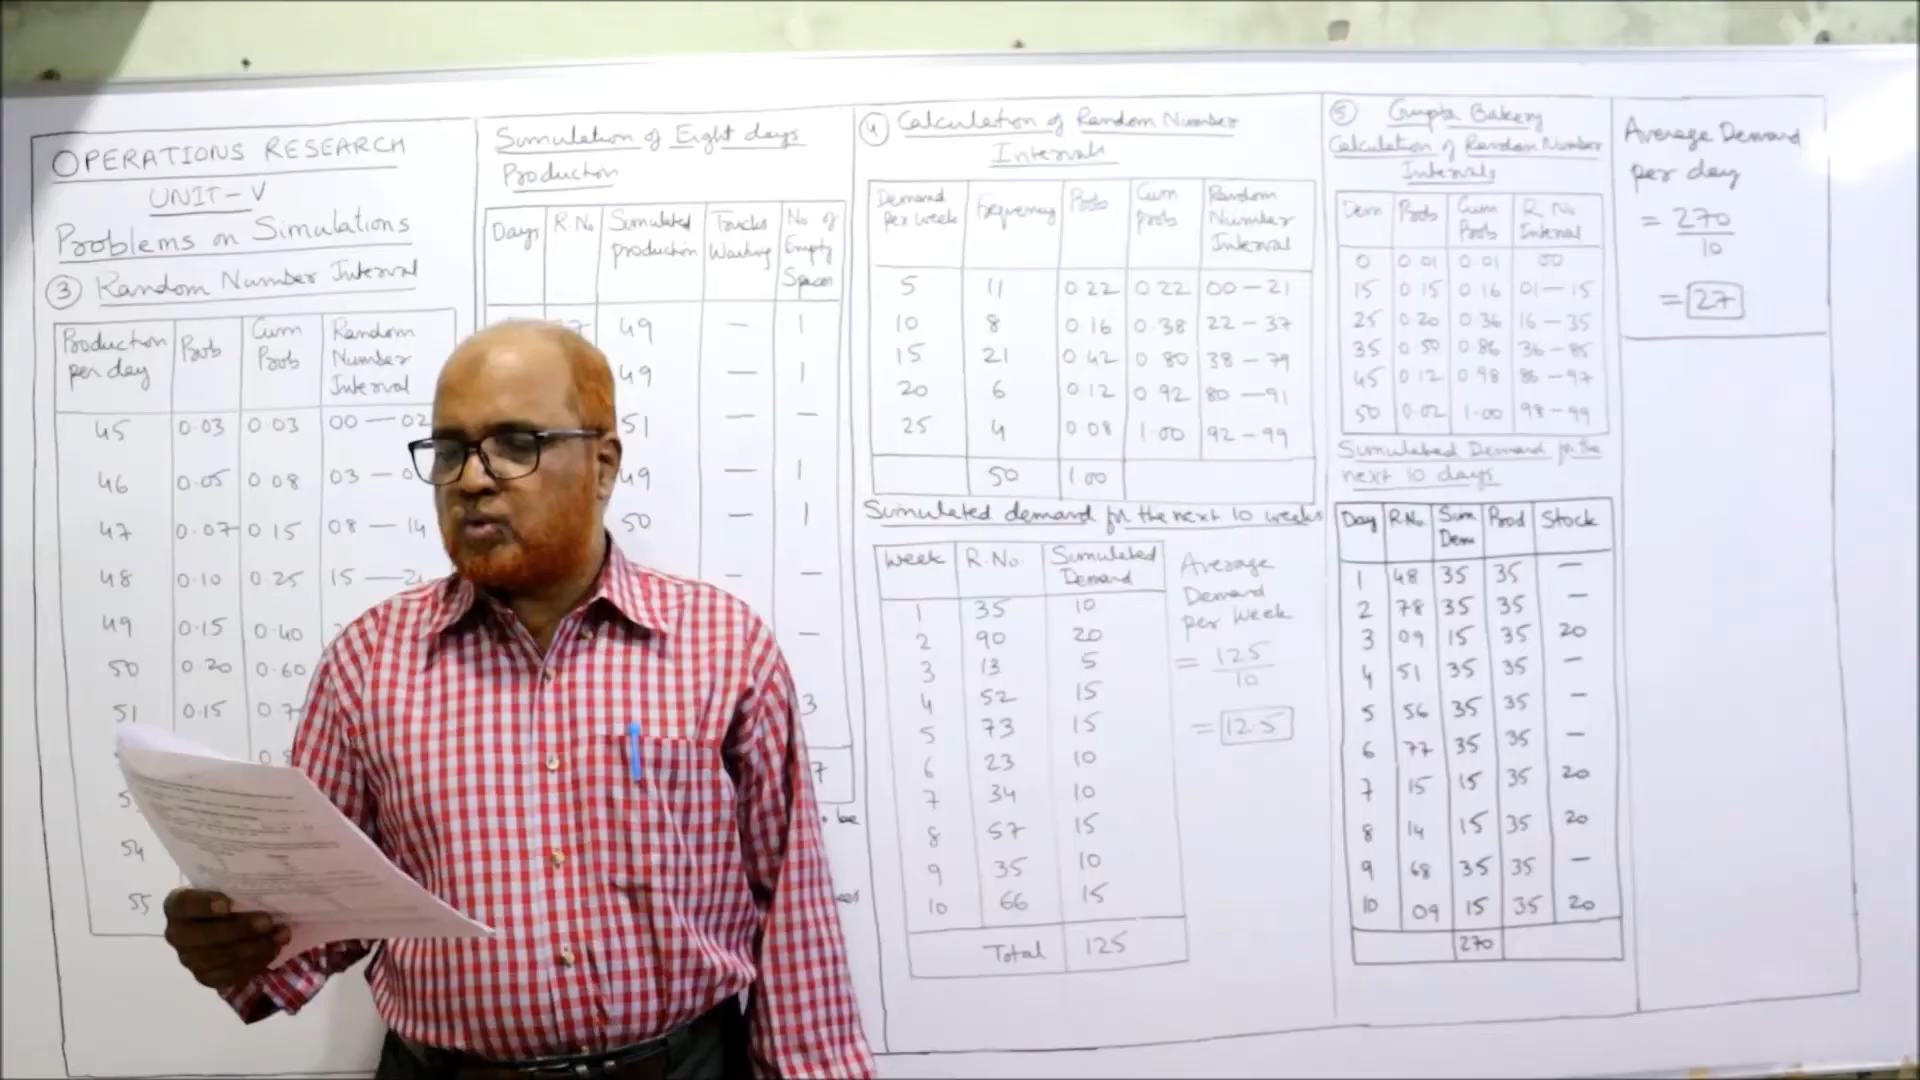 OPERATIONS RESEARCH
UNIT-V
Problems on Simulations
③ Random Number Interval
Production per day | Prob | Cum Prob | Random Number Interval
45 | 0.03 | 0.03 | 00 — 02
46 | 0.05 | 0.08 | 03 — 0
47 | 0.07 | 0.15 | 08 — 14
48 | 0.10 | 0.25 | 15 — 2
49 | 0.15 | 0.40
50 | 0.20 | 0.60
51 | 0.15 | 0.7
0.8
5
54
55
Simulation of Eight days
Production
Days | R.No | Simulated production | Trucks Waiting | No of Empty Spaces
7 | 49 | — | 1
49 | — | 1
51 | — | —
49 | — | 1
50 | — | 1
— | —
—
3
7
be
④ Calculation of Random Number
Intervals
Demand Per week | Frequency | Prob | Cum prob | Random Number Interval
5 | 11 | 0.22 | 0.22 | 00 — 21
10 | 8 | 0.16 | 0.38 | 22 — 37
15 | 21 | 0.42 | 0.80 | 38 — 79
20 | 6 | 0.12 | 0.92 | 80 — 91
25 | 4 | 0.08 | 1.00 | 92 — 99
50 | 1.00
Simulated demand for the next 10 weeks
Week | R.No. | Simulated Demand
1 | 35 | 10
2 | 90 | 20
3 | 13 | 5
4 | 52 | 15
5 | 73 | 15
6 | 23 | 10
7 | 34 | 10
8 | 57 | 15
9 | 35 | 10
10 | 66 | 15
Total | 125
Average
Demand
per week
= 125
10
= 12.5
⑤ Gupta Bakery
Calculation of Random Number
Intervals
Dem | Prob | Cum Prob | R No Interval
0 | 0.01 | 0.01 | 00
15 | 0.15 | 0.16 | 01 — 15
25 | 0.20 | 0.36 | 16 — 35
35 | 0.50 | 0.86 | 36 — 85
45 | 0.12 | 0.98 | 86 — 97
50 | 0.02 | 1.00 | 98 — 99
Simulated Demand for the
next 10 days
Day | R.No. | Sim Dem | Prod | Stock
1 | 48 | 35 | 35 | —
2 | 78 | 35 | 35 | —
3 | 09 | 15 | 35 | 20
4 | 51 | 35 | 35 | —
5 | 56 | 35 | 35 | —
6 | 77 | 35 | 35 | —
7 | 15 | 15 | 35 | 20
8 | 14 | 15 | 35 | 20
9 | 68 | 35 | 35 | —
10 | 09 | 15 | 35 | 20
270
Average Demand
per day
= 270
10
= 27